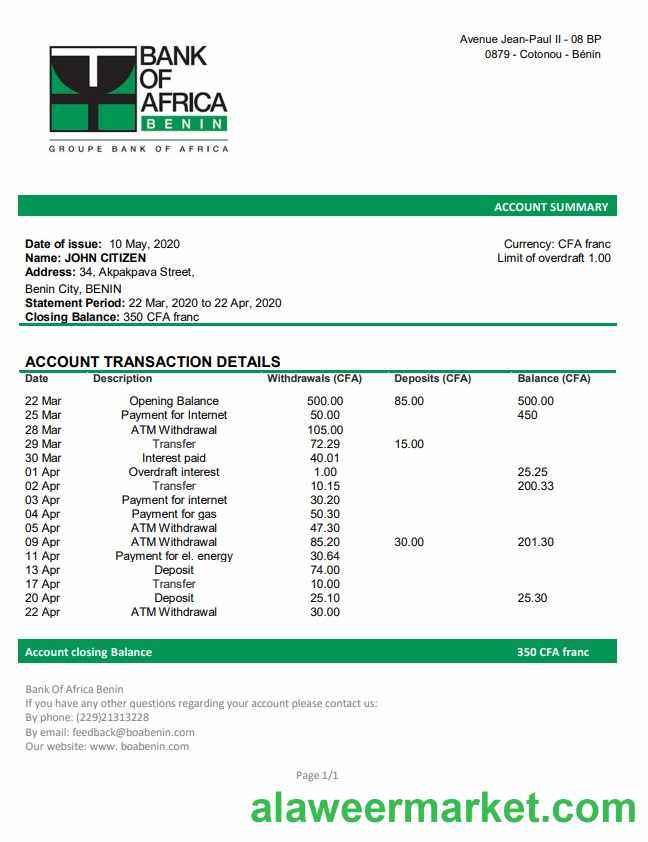 BANK
OF
AFRICA
BENIN
GROUPE BANK OF AFRICA
Avenue Jean-Paul II - 08 BP
0879 - Cotonou - Bénin
ACCOUNT SUMMARY
Date of issue: 10 May, 2020
Name: JOHN CITIZEN
Address: 34, Akpakpava Street,
Benin City, BENIN
Statement Period: 22 Mar, 2020 to 22 Apr, 2020
Closing Balance: 350 CFA franc
Currency: CFA franc
Limit of overdraft 1.00
ACCOUNT TRANSACTION DETAILS
Date Description Withdrawals (CFA) Deposits (CFA) Balance (CFA)
22 Mar Opening Balance 500.00 85.00 500.00
25 Mar Payment for Internet 50.00 450
28 Mar ATM Withdrawal 105.00
29 Mar Transfer 72.29 15.00
30 Mar Interest paid 40.01
01 Apr Overdraft interest 1.00 25.25
02 Apr Transfer 10.15 200.33
03 Apr Payment for internet 30.20
04 Apr Payment for gas 50.30
05 Apr ATM Withdrawal 47.30
09 Apr ATM Withdrawal 85.20 30.00 201.30
11 Apr Payment for el. energy 30.64
13 Apr Deposit 74.00
17 Apr Transfer 10.00
20 Apr Deposit 25.10 25.30
22 Apr ATM Withdrawal 30.00
Account closing Balance 350 CFA franc
Bank Of Africa Benin
If you have any other questions regarding your account please contact us:
By phone: (229)21313228
By email: feedback@boabenin.com
Our website: www. boabenin.com
Page 1/1
alaweermarket.com